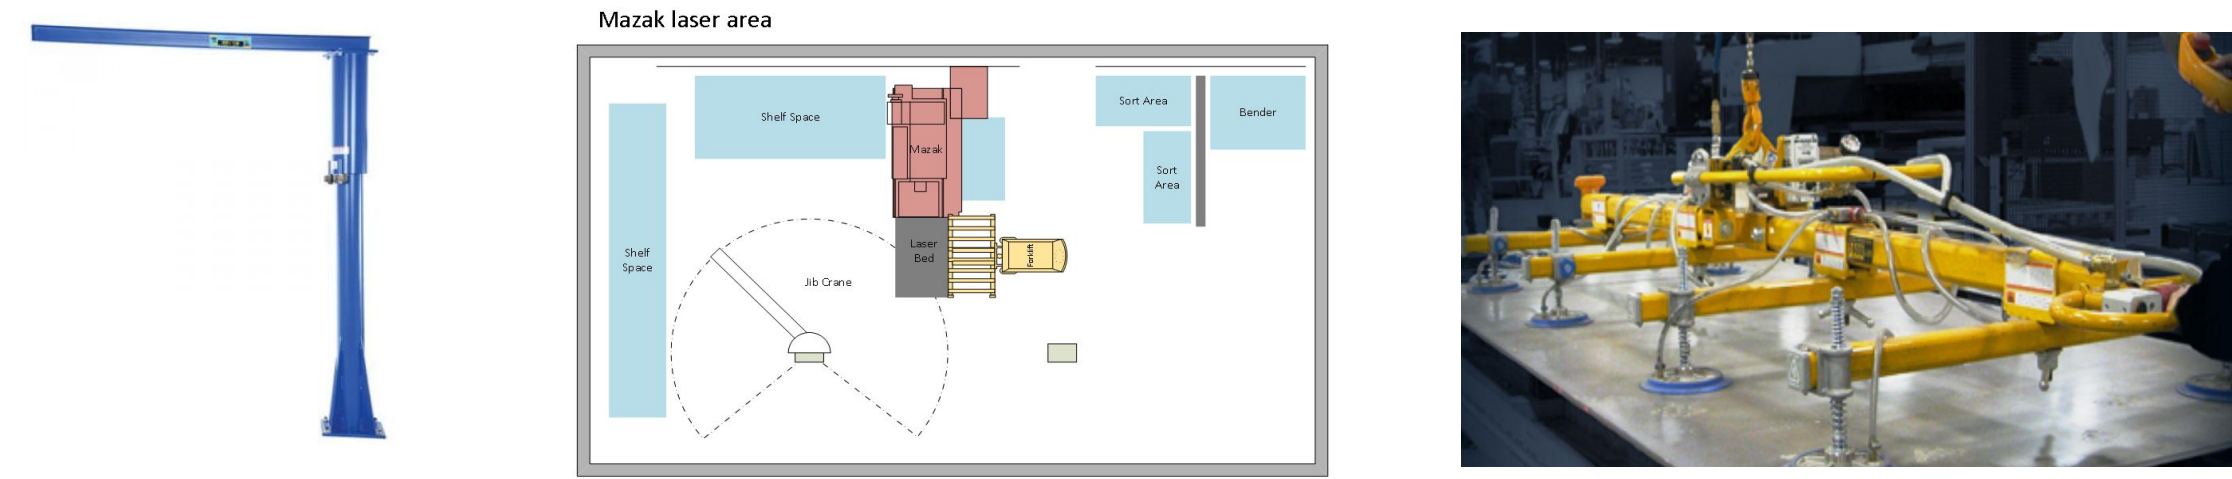 Mazak laser area
Shelf Space
Mazak
Sort Area
Bender
Sort
Area
Shelf
Space
Laser
Bed
Forklift
Jib Crane